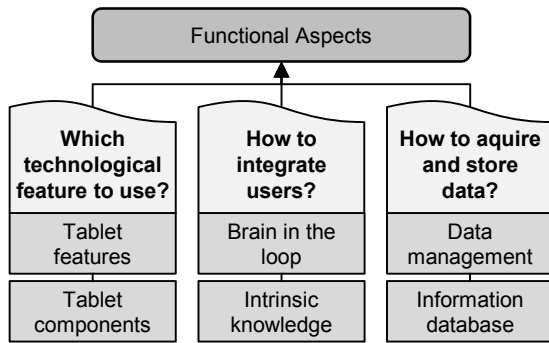 Functional Aspects
Which
technological
feature to use?
Tablet
features
Tablet
components
How to
integrate
users?
Brain in the
loop
Intrinsic
knowledge
How to aquire
and store
data?
Data
management
Information
database